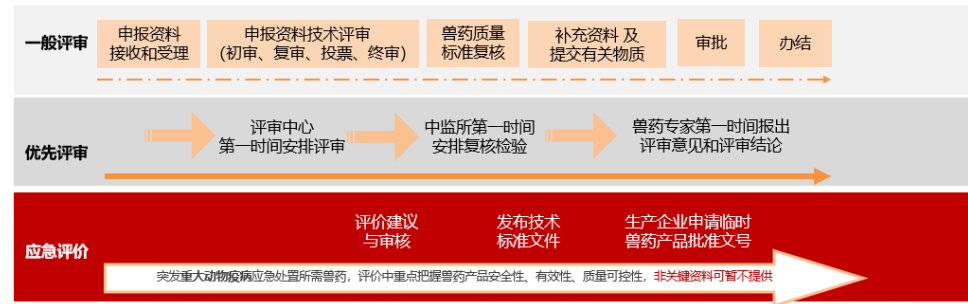 一般评审
申报资料
接收和受理
申报资料技术评审
(初审、复审、投票、终审)
兽药质量
标准复核
补充资料 及
提交有关物质
审批
办结
优先评审
评审中心
第一时间安排评审
中监所第一时间
安排复核检验
兽药专家第一时间报出
评审意见和评审结论
应急评价
评价建议
与审核
发布技术
标准文件
生产企业申请临时
兽药产品批准文号
突发重大动物疫病应急处置所需兽药，评价中重点把握兽药产品安全性、有效性、质量可控性，非关键资料可暂不提供